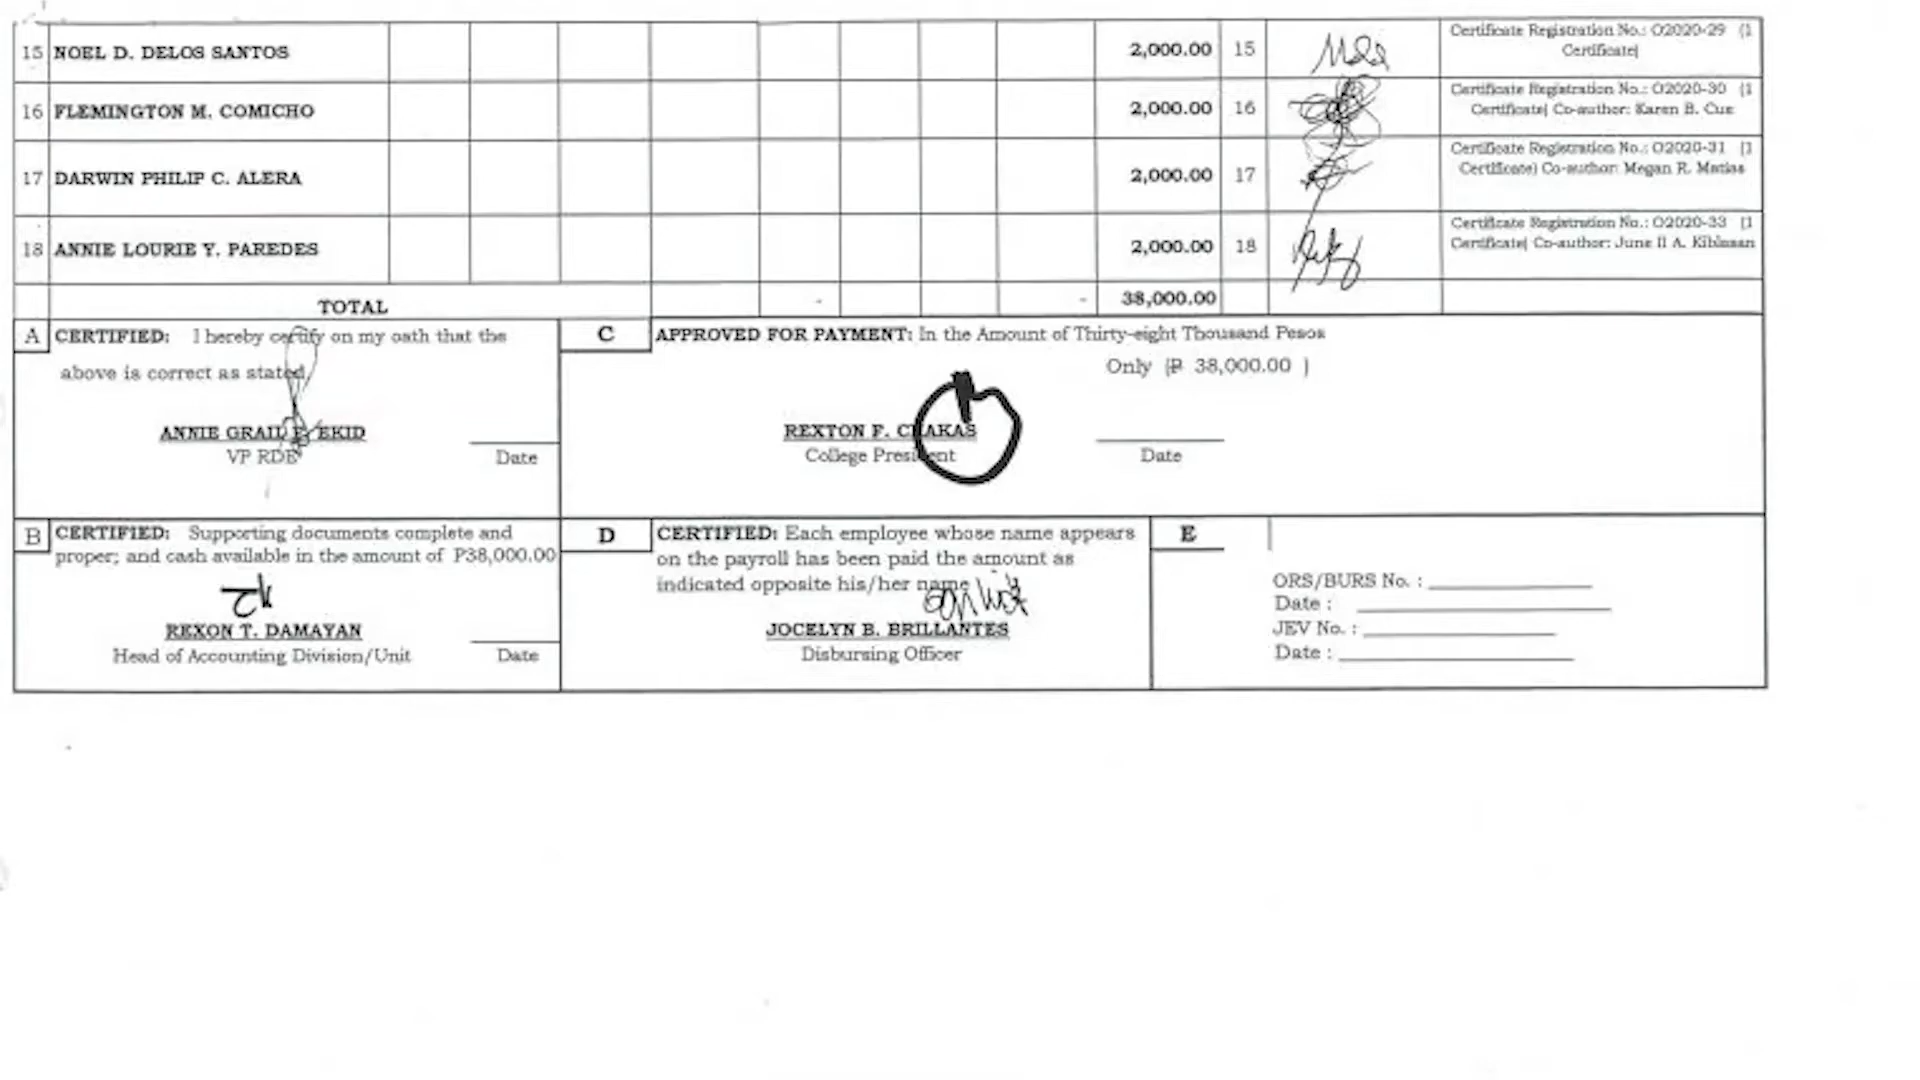 15 NOEL D. DELOS SANTOS 2,000.00 15 Certificate Registration No.: O2020-29 (1
Certificate)
16 FLEMINGTON M. COMICHO 2,000.00 16 Certificate Registration No.: O2020-30 (1
Certificate) Co-author: Karen B. Cue
17 DARWIN PHILIP C. ALERA 2,000.00 17 Certificate Registration No.: O2020-31 (1
Certificate) Co-author: Megan R. Matias
18 ANNIE LOURIE Y. PAREDES 2,000.00 18 Certificate Registration No.: O2020-33 (1
Certificate) Co-author: June II A. Kiblasan
TOTAL - - 38,000.00
A CERTIFIED: I hereby certify on my oath that the
above is correct as stated
ANNIE GRAIL F. EKID
VP RDE Date
C APPROVED FOR PAYMENT: In the Amount of Thirty-eight Thousand Pesos
Only (₱ 38,000.00 )
REXTON F. CHAKAS
College President Date
B CERTIFIED: Supporting documents complete and
proper; and cash available in the amount of P38,000.00
REXON T. DAMAYAN
Head of Accounting Division/Unit Date
D CERTIFIED: Each employee whose name appears
on the payroll has been paid the amount as
indicated opposite his/her name
JOCELYN B. BRILLANTES
Disbursing Officer
E
ORS/BURS No. :
Date :
JEV No. :
Date :